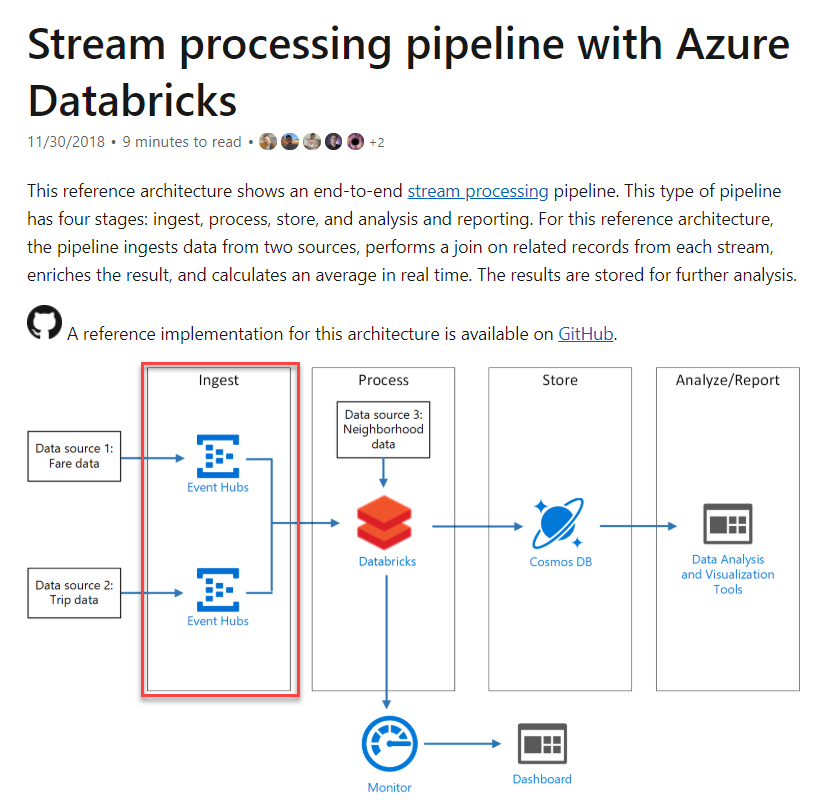 Stream processing pipeline with Azure
Databricks
11/30/2018 • 9 minutes to read • +2
This reference architecture shows an end-to-end stream processing pipeline. This type of pipeline
has four stages: ingest, process, store, and analysis and reporting. For this reference architecture,
the pipeline ingests data from two sources, performs a join on related records from each stream,
enriches the result, and calculates an average in real time. The results are stored for further analysis.
A reference implementation for this architecture is available on GitHub.
Ingest
Process
Store
Analyze/Report
Data source 3:
Neighborhood
data
Data source 1:
Fare data
Event Hubs
Databricks
Cosmos DB
Data Analysis
and Visualization
Tools
Data source 2:
Trip data
Event Hubs
Monitor
Dashboard